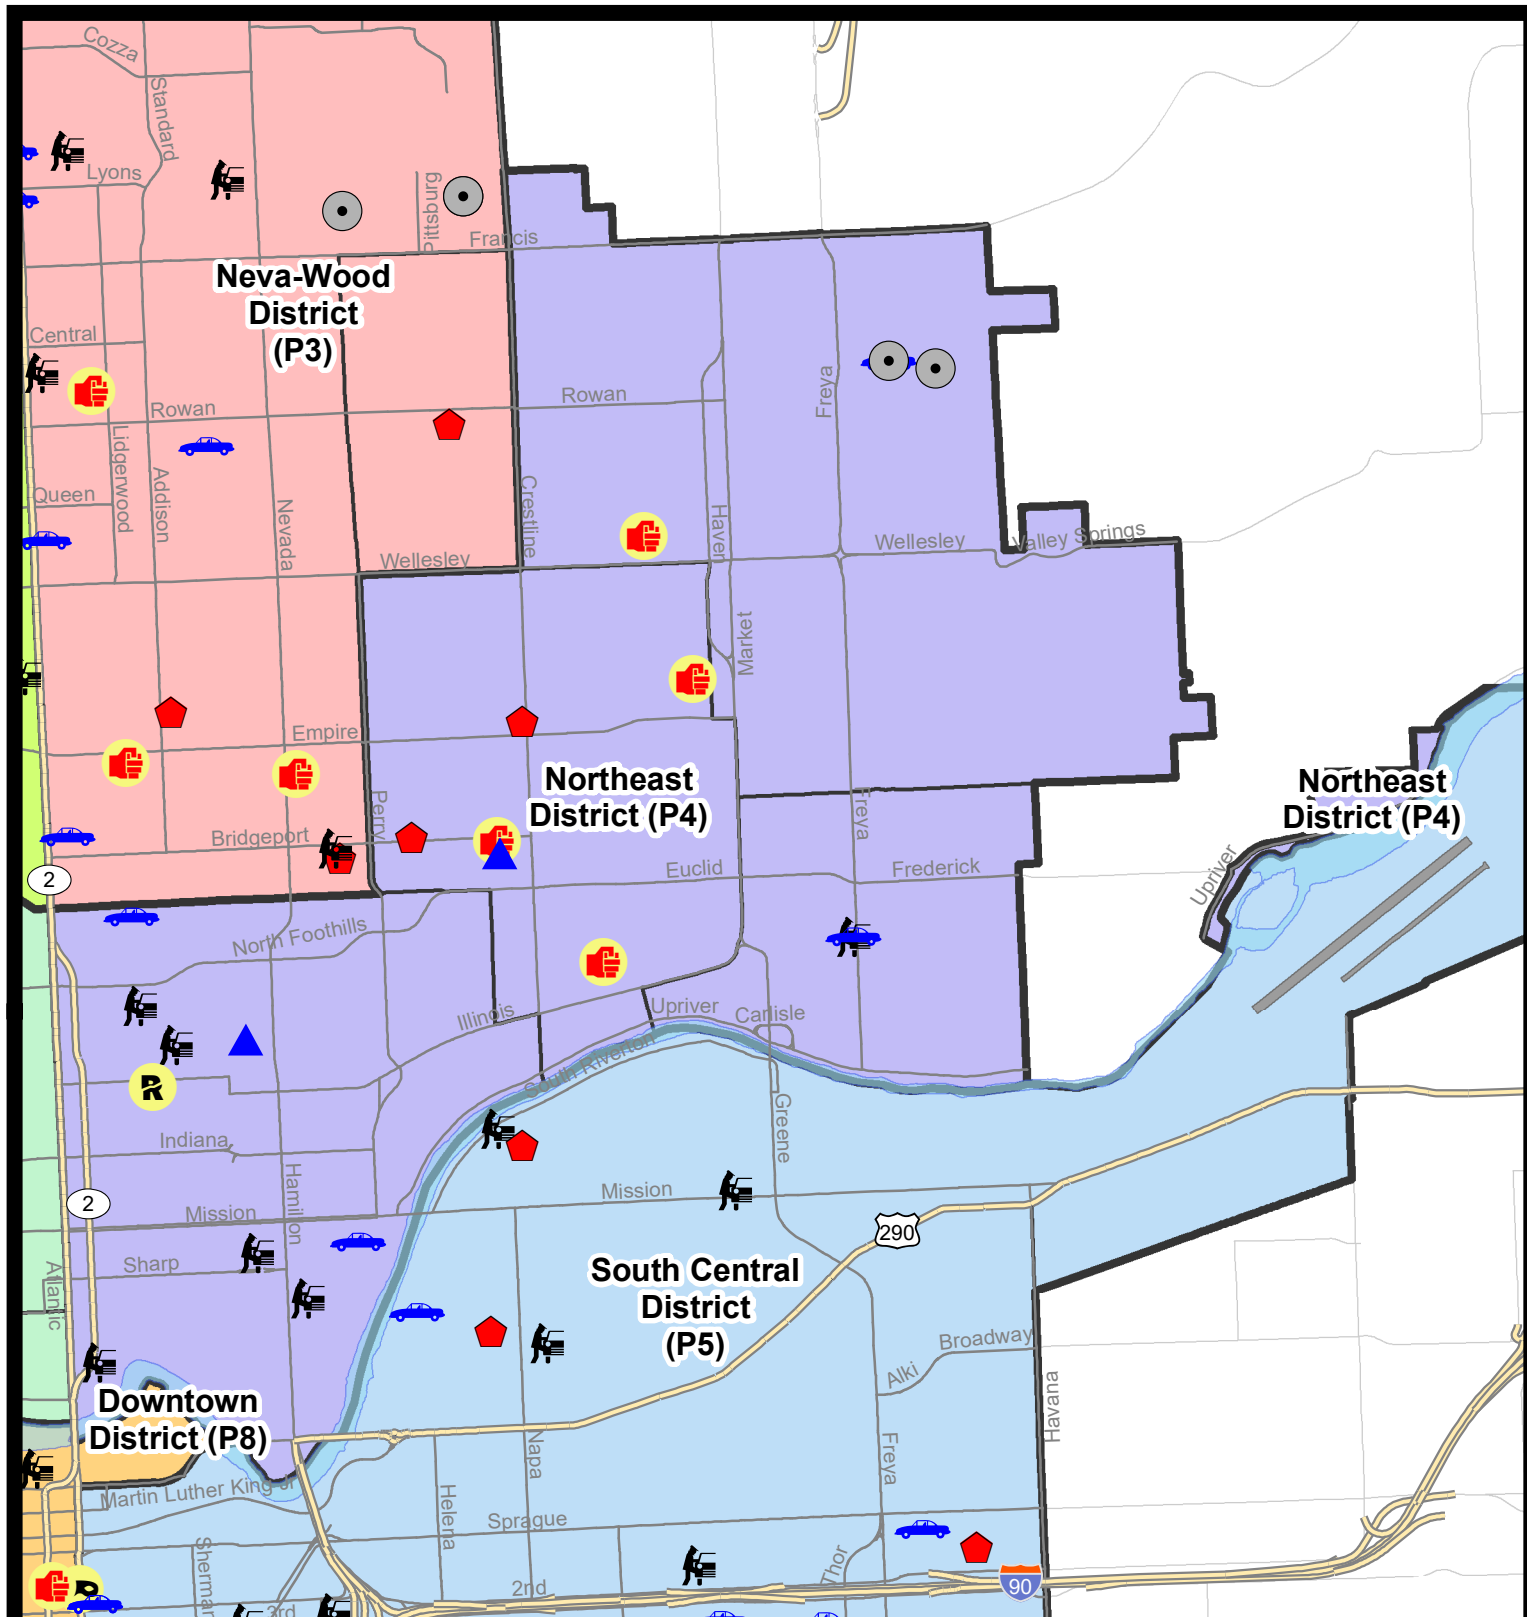 Cozza
Standard
Lyons
Pittsburg
Francis
Neva-Wood
District
(P3)
Central
Rowan
Rowan
Freya
Lidgerwood
Addison
Queen
Nevada
Crestline
Haven
Wellesley
Wellesley
Valley Springs
Market
Empire
Northeast
District (P4)
Northeast
District (P4)
Perry
Freya
Bridgeport
Euclid
Frederick
Upriver
2
North Foothills
Illinois
Upriver
Carlisle
South Riverton
R
Greene
Indiana
Hamilton
Mission
2
Mission
290
Sharp
Atlantic
South Central
District
(P5)
Broadway
Alki
Havana
Downtown
District (P8)
Napa
Freya
Martin Luther King Jr
Helena
Sprague
Sherman
Thor
2nd
90
3rd